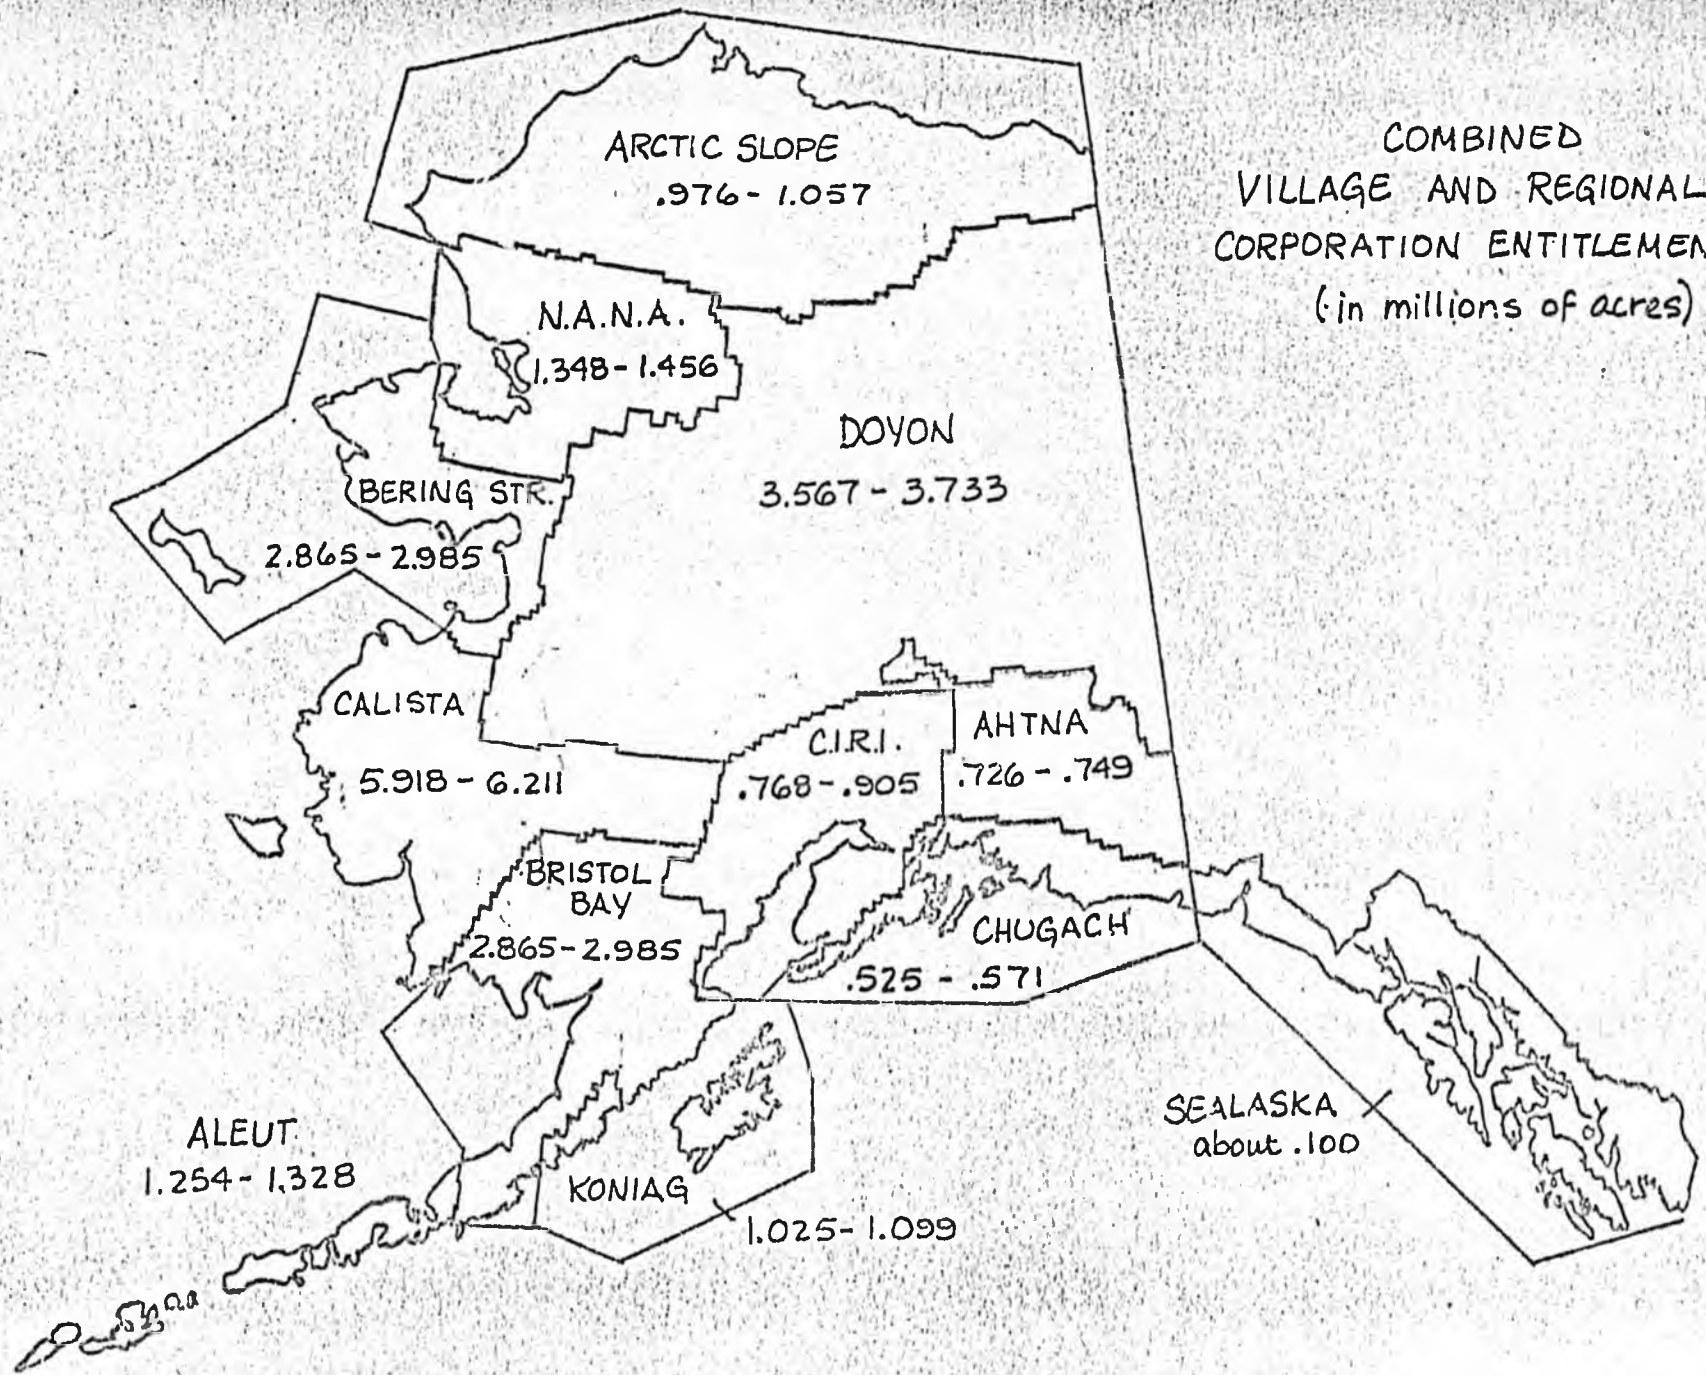 COMBINED
VILLAGE AND REGIONAL
CORPORATION ENTITLEMEN
(in millions of acres)
ARCTIC SLOPE
.976 - 1.057
N.A.N.A.
1.348 - 1.456
DOYON
3.567 - 3.733
BERING STR.
2.865 - 2.985
CALISTA
5.918 - 6.211
C.I.R.I.
.768 - .905
AHTNA
.726 - .749
BRISTOL
BAY
2.865 - 2.985
CHUGACH
.525 - .571
ALEUT
1.254 - 1.328
KONIAG
1.025 - 1.099
SEALASKA
about .100